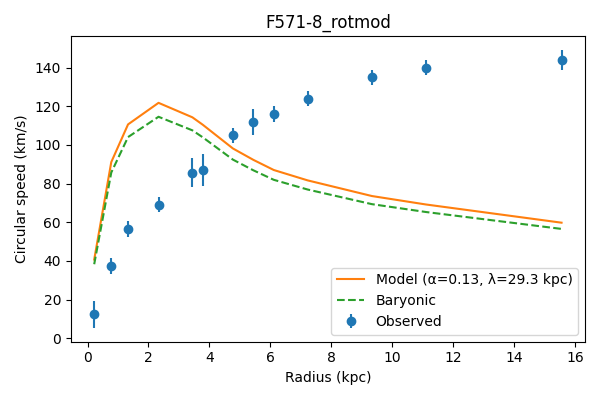 F571-8_rotmod
Circular speed (km/s)
140
120
100
80
60
40
20
0
0 2 4 6 8 10 12 14 16
Radius (kpc)
Model (α=0.13, λ=29.3 kpc)
Baryonic
Observed